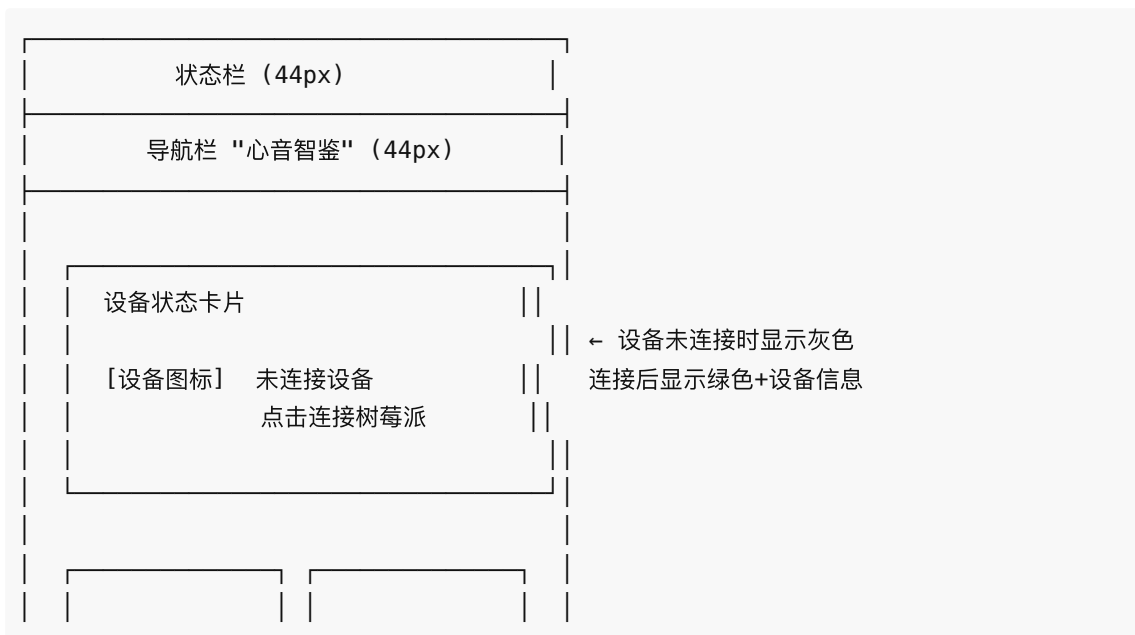 状态栏 (44px)
导航栏 "心音智鉴" (44px)
设备状态卡片
← 设备未连接时显示灰色
[设备图标] 未连接设备 连接后显示绿色+设备信息
点击连接树莓派